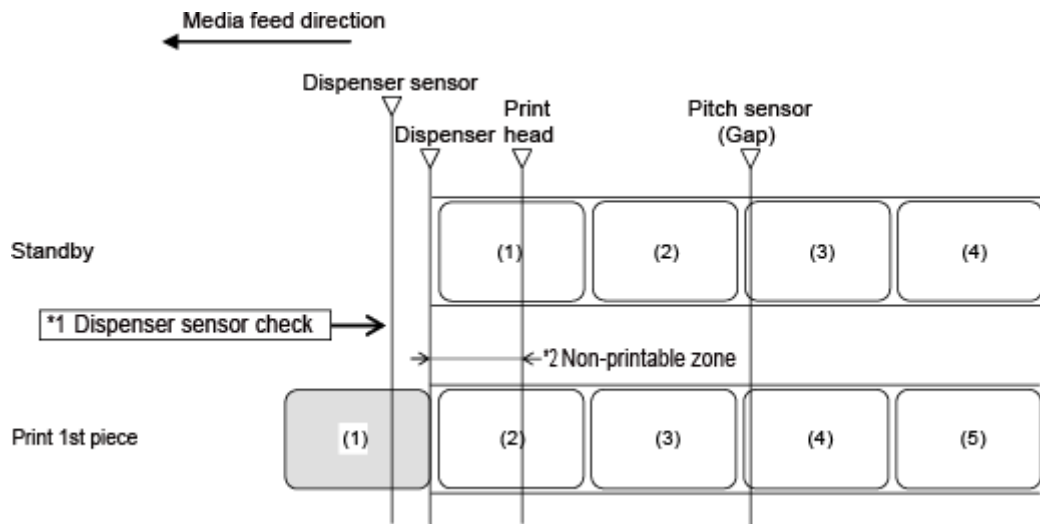 Media feed direction
Dispenser sensor
Print
head
Dispenser
Pitch sensor
(Gap)
Standby
(1)
(2)
(3)
(4)
*1 Dispenser sensor check
*2 Non-printable zone
Print 1st piece
(1)
(2)
(3)
(4)
(5)